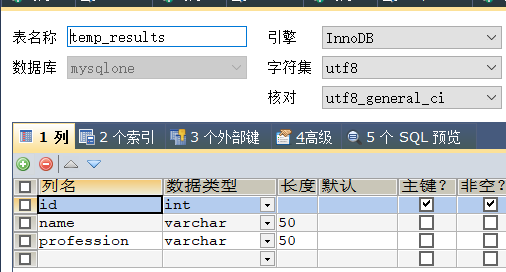 表名称 temp_results 引擎 InnoDB
数据库 mysqlone 字符集 utf8
核对 utf8_general_ci
1 列 2 个索引 3 个外部键 4高级 5 个 SQL 预览
列名 数据类型 长度 默认 主键? 非空?
id int
name varchar 50
profession varchar 50